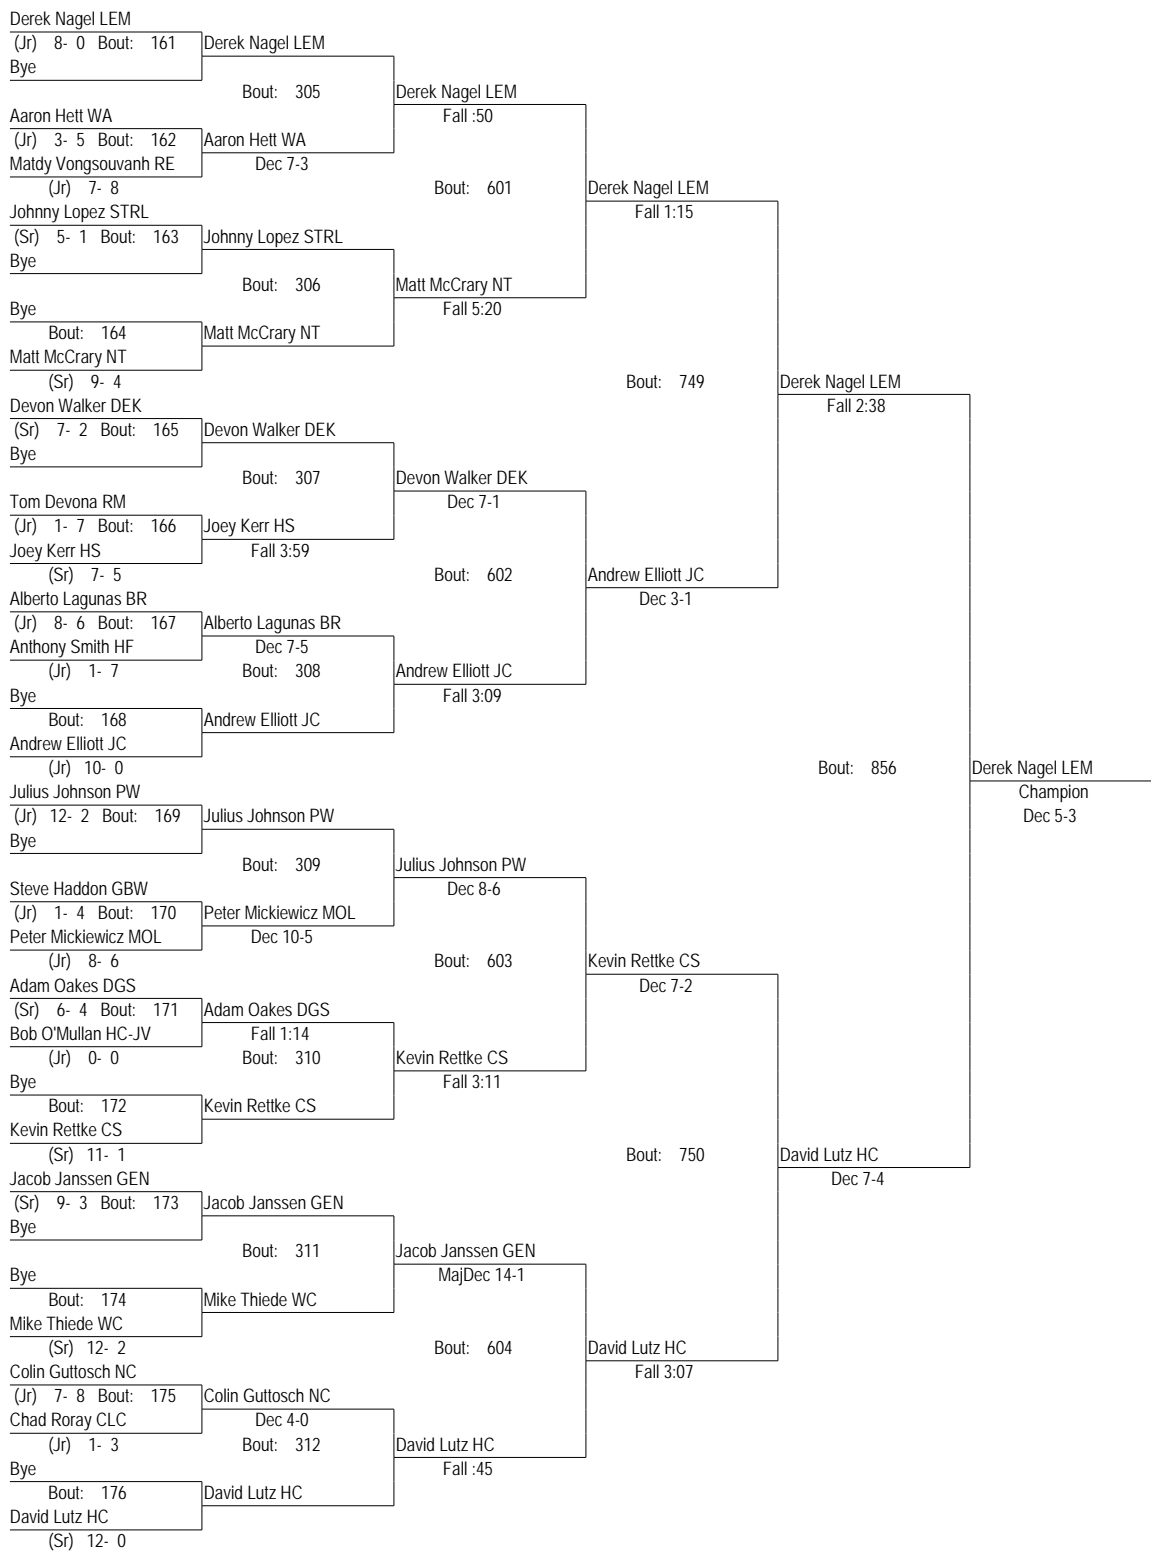 Derek Nagel LEM
(Jr) 8- 0 Bout: 161 Derek Nagel LEM
Bye
Bout: 305 Derek Nagel LEM
Aaron Hett WA Fall :50
(Jr) 3- 5 Bout: 162 Aaron Hett WA
Matdy Vongsouvanh RE Dec 7-3
(Jr) 7- 8 Bout: 601 Derek Nagel LEM
Johnny Lopez STRL Fall 1:15
(Sr) 5- 1 Bout: 163 Johnny Lopez STRL
Bye
Bout: 306 Matt McCrary NT
Bye Fall 5:20
Bout: 164 Matt McCrary NT
Matt McCrary NT
(Sr) 9- 4 Bout: 749 Derek Nagel LEM
Devon Walker DEK Fall 2:38
(Sr) 7- 2 Bout: 165 Devon Walker DEK
Bye
Bout: 307 Devon Walker DEK
Tom Devona RM Dec 7-1
(Jr) 1- 7 Bout: 166 Joey Kerr HS
Joey Kerr HS Fall 3:59
(Sr) 7- 5 Bout: 602 Andrew Elliott JC
Alberto Lagunas BR Dec 3-1
(Jr) 8- 6 Bout: 167 Alberto Lagunas BR
Anthony Smith HF Dec 7-5
(Jr) 1- 7 Bout: 308 Andrew Elliott JC
Bye Fall 3:09
Bout: 168 Andrew Elliott JC
Andrew Elliott JC
(Jr) 10- 0 Bout: 856 Derek Nagel LEM
Julius Johnson PW Champion
(Jr) 12- 2 Bout: 169 Julius Johnson PW Dec 5-3
Bye
Bout: 309 Julius Johnson PW
Steve Haddon GBW Dec 8-6
(Jr) 1- 4 Bout: 170 Peter Mickiewicz MOL
Peter Mickiewicz MOL Dec 10-5
(Jr) 8- 6 Bout: 603 Kevin Rettke CS
Adam Oakes DGS Dec 7-2
(Sr) 6- 4 Bout: 171 Adam Oakes DGS
Bob O'Mullan HC-JV Fall 1:14
(Jr) 0- 0 Bout: 310 Kevin Rettke CS
Bye Fall 3:11
Bout: 172 Kevin Rettke CS
Kevin Rettke CS
(Sr) 11- 1 Bout: 750 David Lutz HC
Jacob Janssen GEN Dec 7-4
(Sr) 9- 3 Bout: 173 Jacob Janssen GEN
Bye
Bout: 311 Jacob Janssen GEN
Bye MajDec 14-1
Bout: 174 Mike Thiede WC
Mike Thiede WC
(Sr) 12- 2 Bout: 604 David Lutz HC
Colin Guttosch NC Fall 3:07
(Jr) 7- 8 Bout: 175 Colin Guttosch NC
Chad Roray CLC Dec 4-0
(Jr) 1- 3 Bout: 312 David Lutz HC
Bye Fall :45
Bout: 176 David Lutz HC
David Lutz HC
(Sr) 12- 0